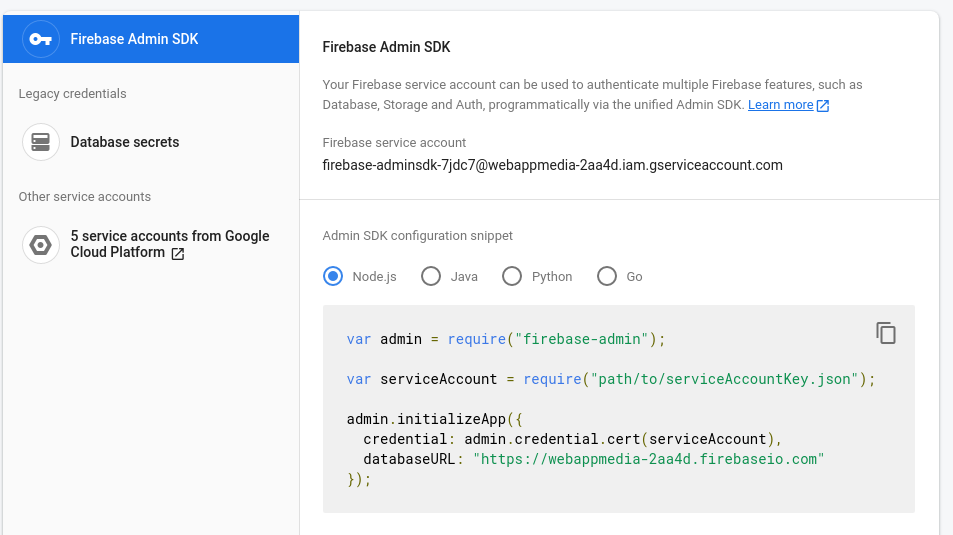 Firebase Admin SDK
Legacy credentials
Database secrets
Other service accounts
5 service accounts from Google
Cloud Platform
Firebase Admin SDK
Your Firebase service account can be used to authenticate multiple Firebase features, such as
Database, Storage and Auth, programmatically via the unified Admin SDK. Learn more
Firebase service account
firebase-adminsdk-7jdc7@webappmedia-2aa4d.iam.gserviceaccount.com
Admin SDK configuration snippet
Node.js Java Python Go
var admin = require("firebase-admin");
var serviceAccount = require("path/to/serviceAccountKey.json");
admin.initializeApp({
  credential: admin.credential.cert(serviceAccount),
  databaseURL: "https://webappmedia-2aa4d.firebaseio.com"
});